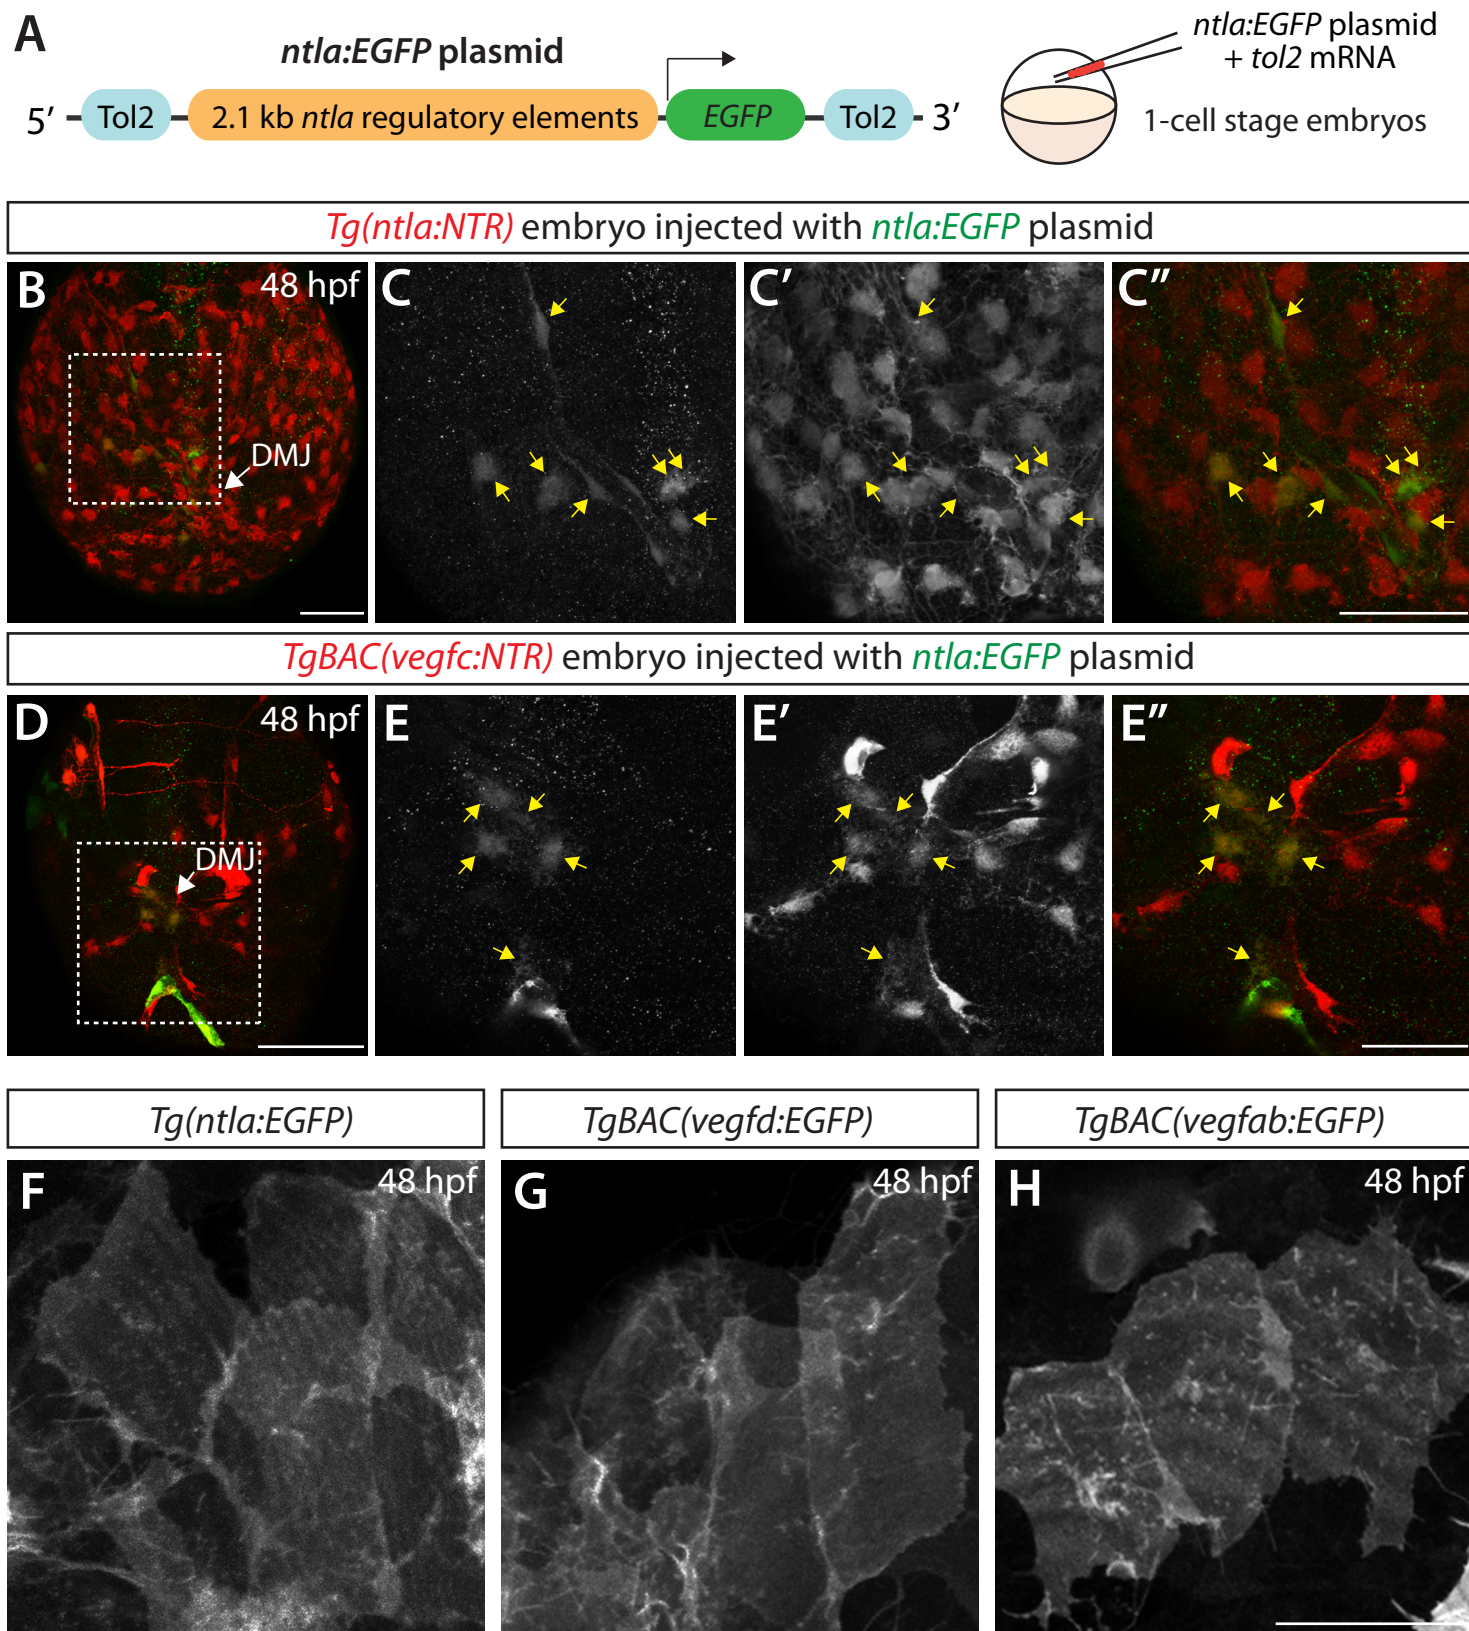 A
ntla:EGFP plasmid
5′ Tol2 2.1 kb ntla regulatory elements EGFP Tol2 3′
ntla:EGFP plasmid
+ tol2 mRNA
1-cell stage embryos
Tg(ntla:NTR) embryo injected with ntla:EGFP plasmid
B 48 hpf
DMJ
C
C′
C″
TgBAC(vegfc:NTR) embryo injected with ntla:EGFP plasmid
D 48 hpf
DMJ
E
E′
E″
Tg(ntla:EGFP)
TgBAC(vegfd:EGFP)
TgBAC(vegfab:EGFP)
F 48 hpf
G 48 hpf
H 48 hpf